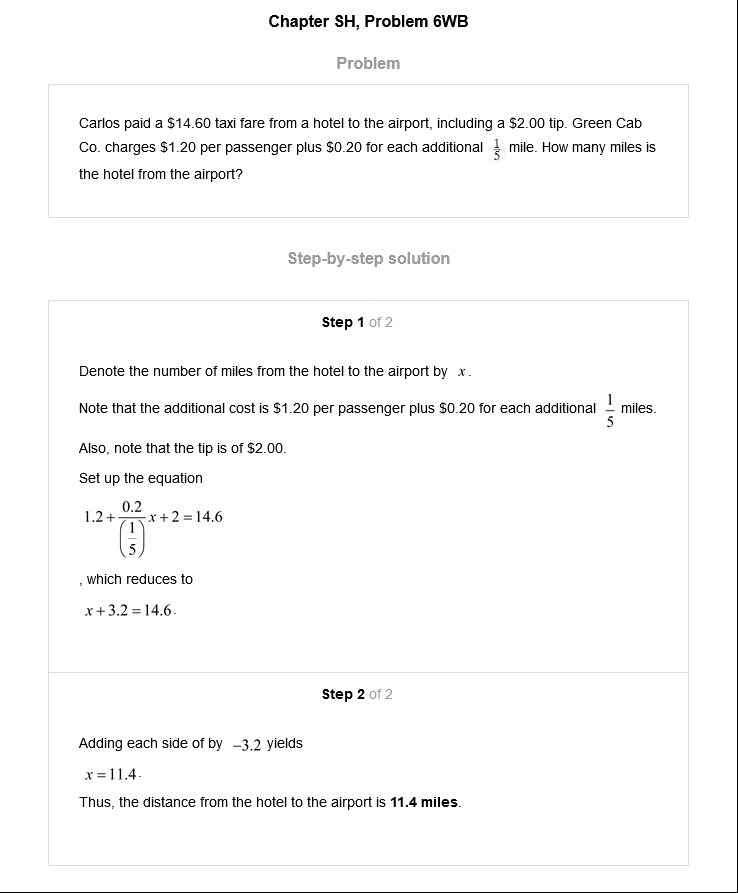 Chapter SH, Problem 6WB
Problem
Carlos paid a $14.60 taxi fare from a hotel to the airport, including a $2.00 tip. Green Cab
Co. charges $1.20 per passenger plus $0.20 for each additional 1/5 mile. How many miles is
the hotel from the airport?
Step-by-step solution
Step 1 of 2
Denote the number of miles from the hotel to the airport by x.
Note that the additional cost is $1.20 per passenger plus $0.20 for each additional 1/5 miles.
Also, note that the tip is of $2.00.
Set up the equation
1.2 + 0.2/(1/5) x + 2 = 14.6
, which reduces to
x + 3.2 = 14.6.
Step 2 of 2
Adding each side of by −3.2 yields
x = 11.4.
Thus, the distance from the hotel to the airport is 11.4 miles.